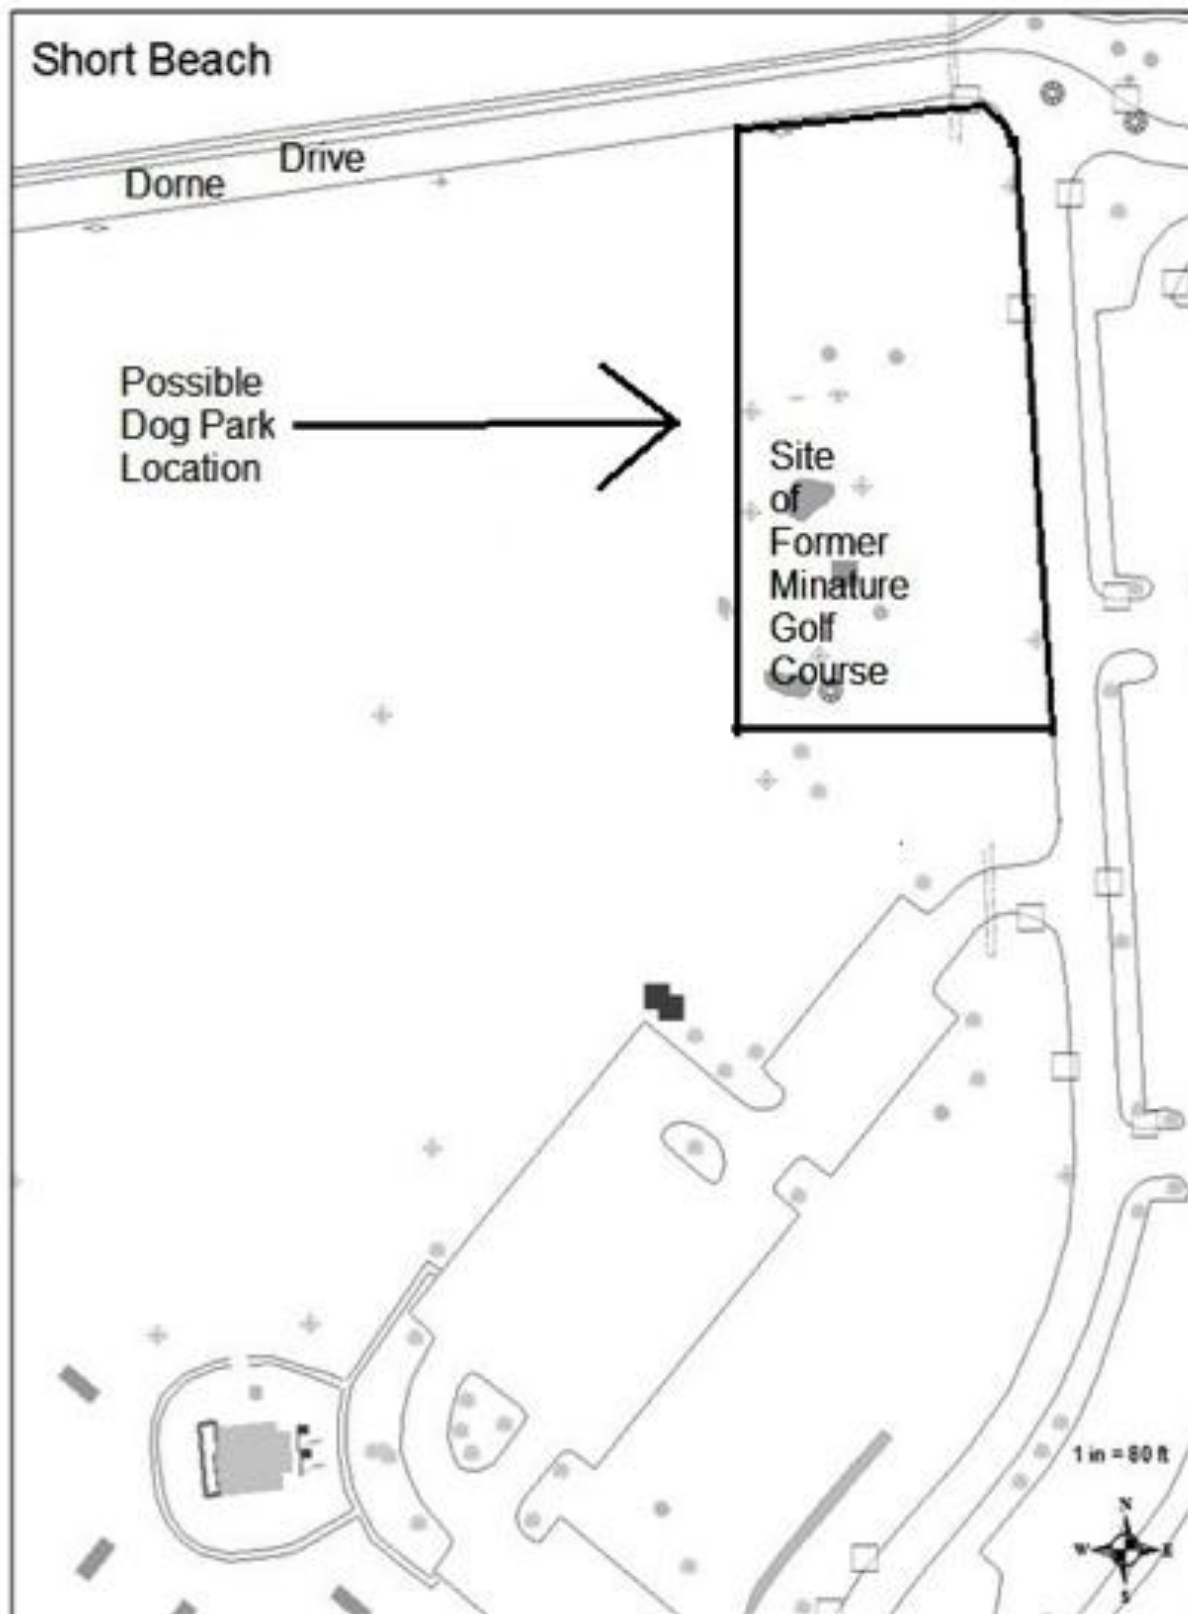 Short Beach
Dorne Drive
Possible
Dog Park
Location
Site
of
Former
Minature
Golf
Course
1 in = 80 ft
N
W E
S